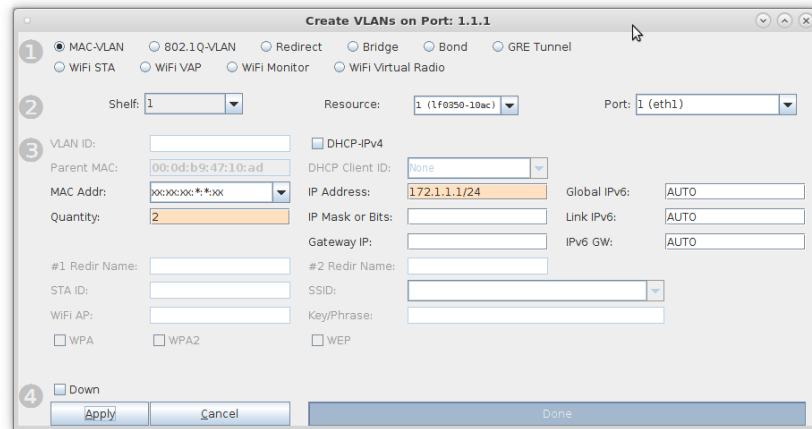 Create VLANs on Port: 1.1.1
1 MAC-VLAN 802.1Q-VLAN Redirect Bridge Bond GRE Tunnel
WiFi STA WiFi VAP WiFi Monitor WiFi Virtual Radio
2 Shelf: 1 Resource: 1 (lf0350-10ac) Port: 1 (eth1)
3 VLAN ID: DHCP-IPv4
Parent MAC: 00:0d:b9:47:10:ad DHCP Client ID: None
MAC Addr: xx:xx:xx:*:*:xx IP Address: 172.1.1.1/24 Global IPv6: AUTO
Quantity: 2 IP Mask or Bits: Link IPv6: AUTO
Gateway IP: IPv6 GW: AUTO
#1 Redir Name: #2 Redir Name:
STA ID: SSID:
WiFi AP: Key/Phrase:
WPA WPA2 WEP
4 Down
Apply Cancel Done